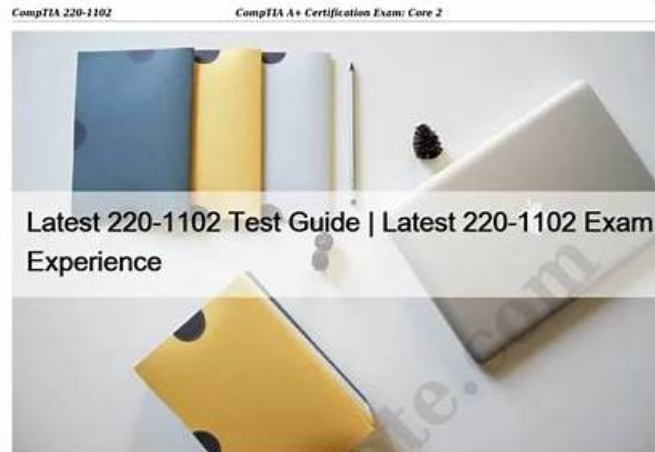 CompTIA 220-1102 CompTIA A+ Certification Exam: Core 2
Latest 220-1102 Test Guide | Latest 220-1102 Exam
Experience